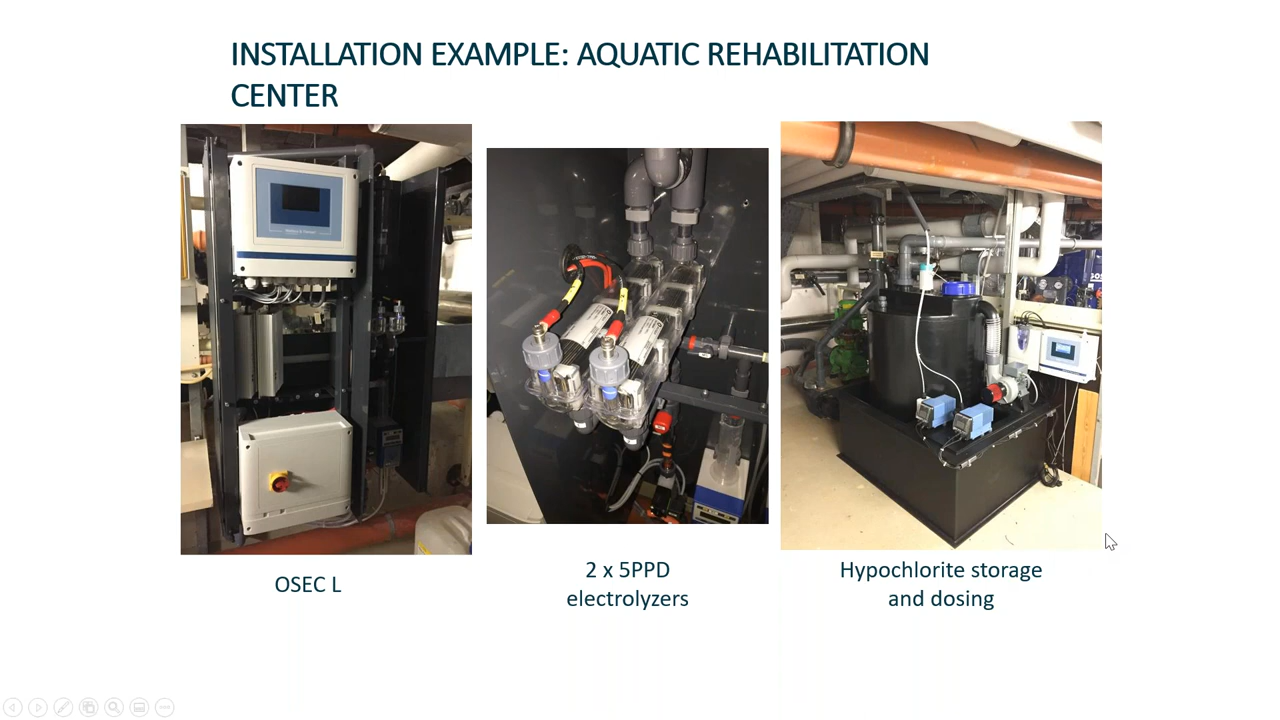 INSTALLATION EXAMPLE: AQUATIC REHABILITATION
CENTER
OSEC L
2 x 5PPD
electrolyzers
Hypochlorite storage
and dosing